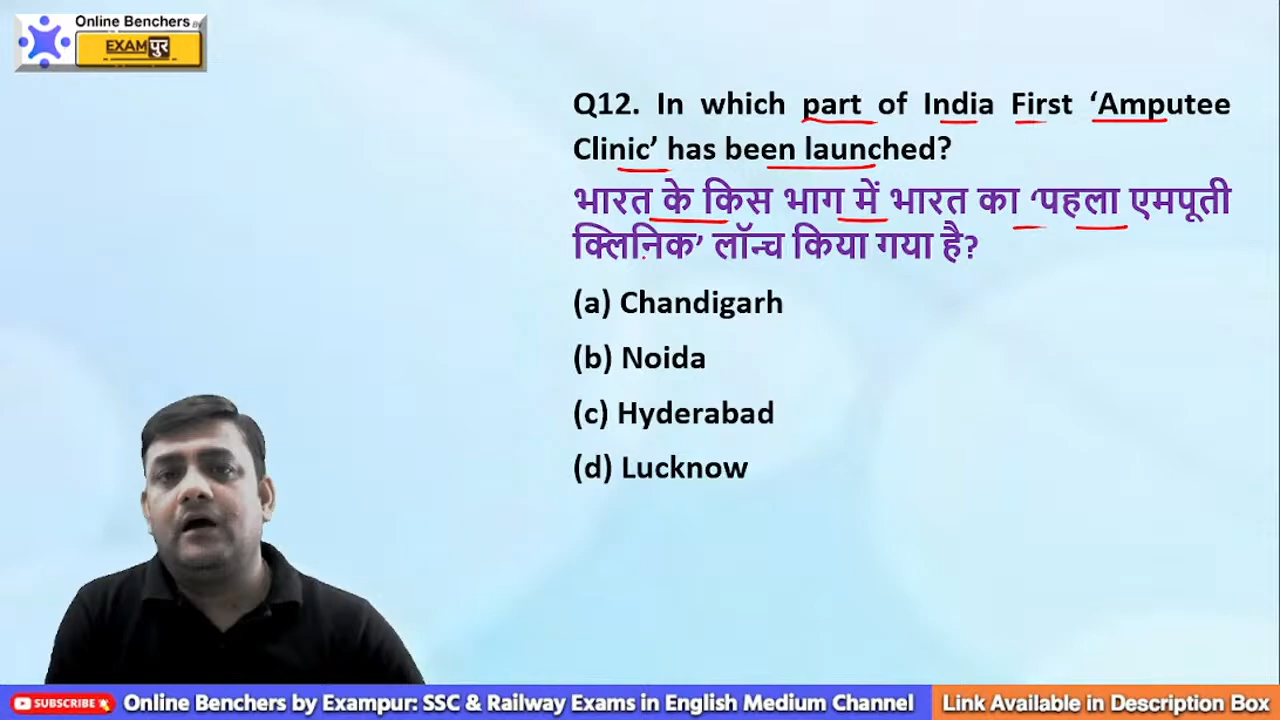 Online Benchers By
EXAMपुर
Q12. In which part of India First ‘Amputee
Clinic’ has been launched?
भारत के किस भाग में भारत का ‘पहला एमपूती
क्लिनिक’ लॉन्च किया गया है?
(a) Chandigarh
(b) Noida
(c) Hyderabad
(d) Lucknow
SUBSCRIBE
Online Benchers by Exampur: SSC & Railway Exams in English Medium Channel
Link Available in Description Box